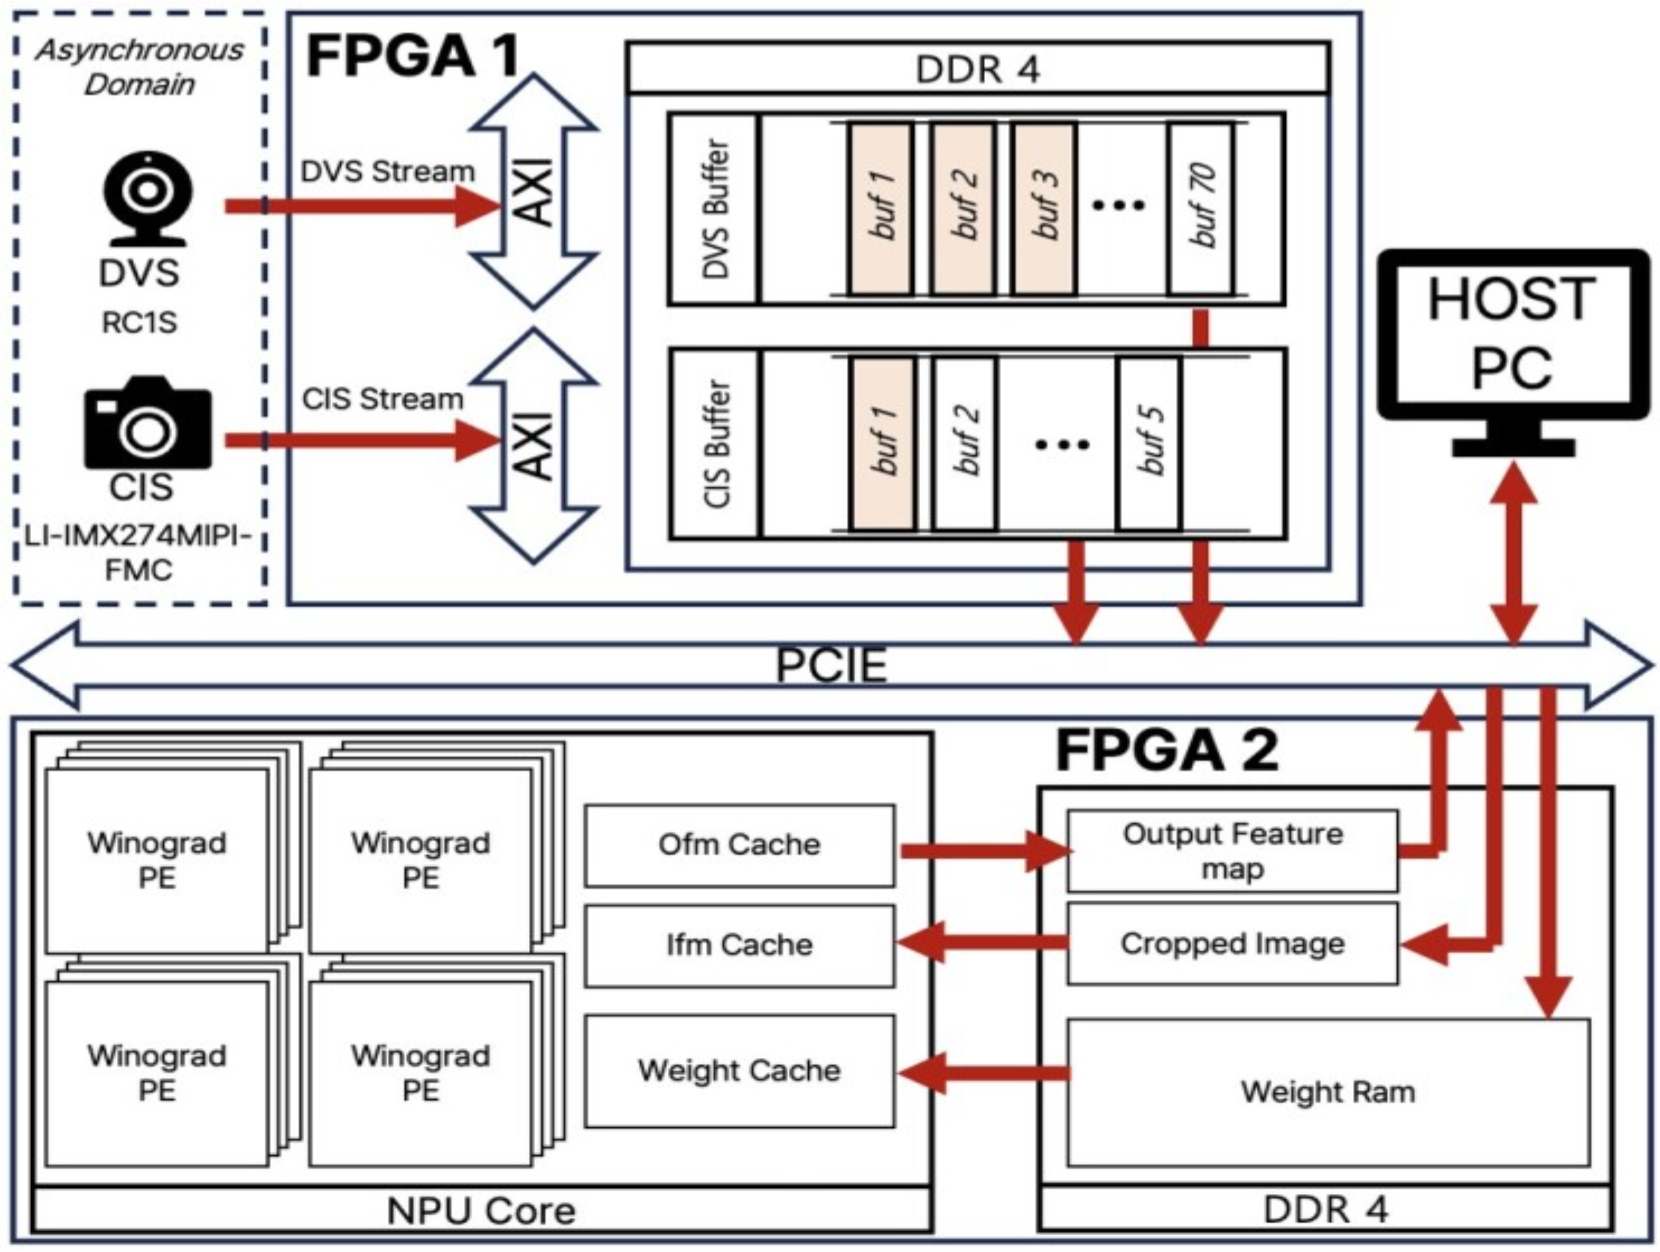 Asynchronous
Domain
DVS
RC1S
CIS
LI-IMX274MIPI-
FMC
FPGA 1
DVS Stream
AXI
CIS Stream
AXI
DDR 4
DVS Buffer
buf 1
buf 2
buf 3
...
buf 70
CIS Buffer
buf 1
buf 2
...
buf 5
HOST
PC
PCIE
FPGA 2
Winograd
PE
Winograd
PE
Winograd
PE
Winograd
PE
Ofm Cache
Ifm Cache
Weight Cache
NPU Core
Output Feature
map
Cropped Image
Weight Ram
DDR 4